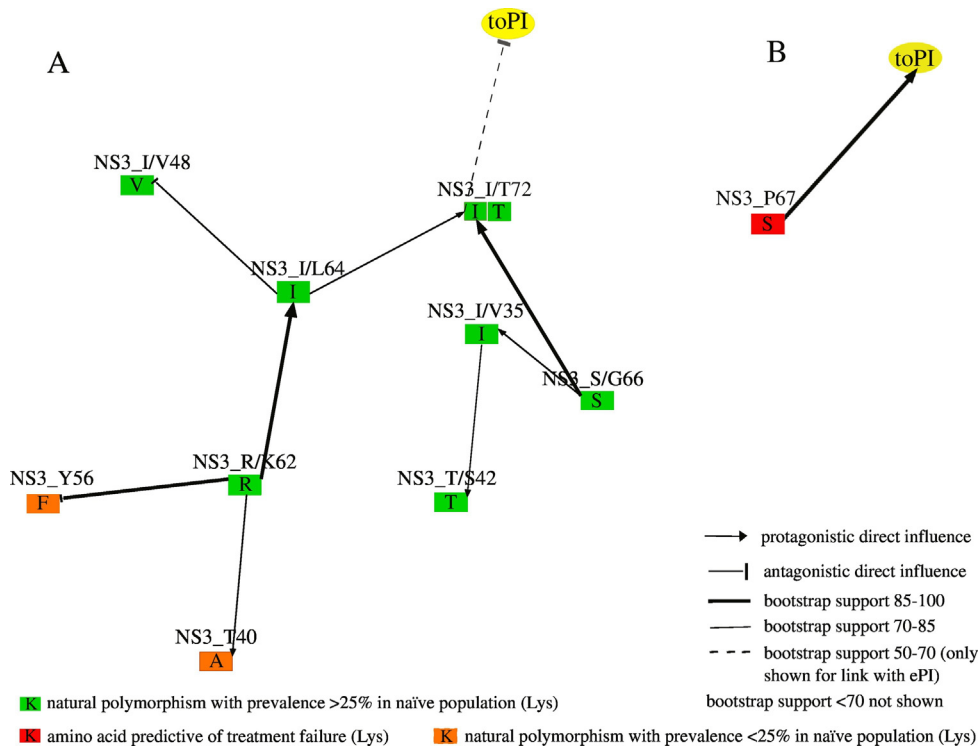 toPI
A
B
toPI
NS3_I/V48
V
NS3_I/T72
I T
NS3_P67
S
NS3_I/L64
I
NS3_I/V35
I
NS3_S/G66
S
NS3_R/K62
R
NS3_Y56
F
NS3_T/S42
T
NS3_T40
A
protagonistic direct influence
antagonistic direct influence
bootstrap support 85-100
bootstrap support 70-85
bootstrap support 50-70 (only
shown for link with ePI)
bootstrap support <70 not shown
K natural polymorphism with prevalence >25% in naïve population (Lys)
K amino acid predictive of treatment failure (Lys)
K natural polymorphism with prevalence <25% in naïve population (Lys)